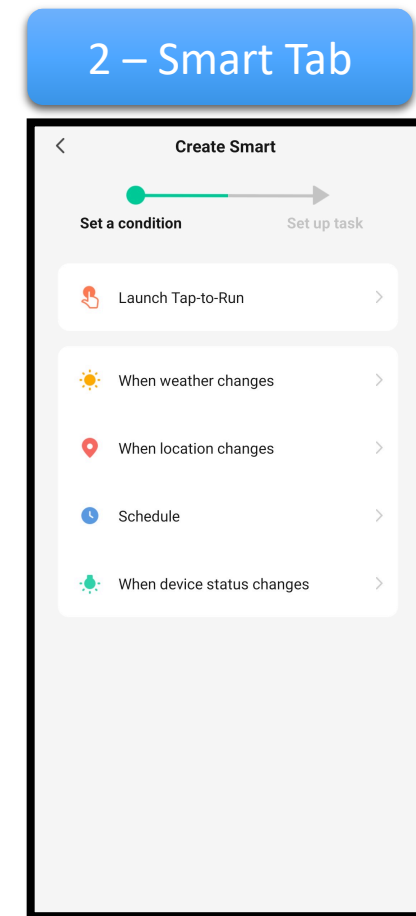 2 – Smart Tab
Create Smart
Set a condition
Set up task
Launch Tap-to-Run
When weather changes
When location changes
Schedule
When device status changes